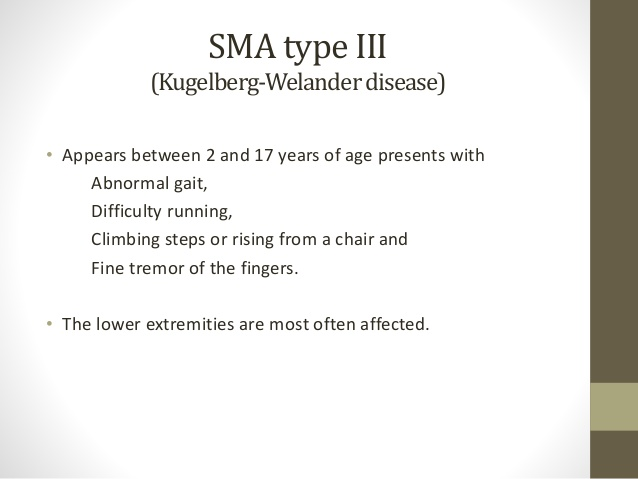 SMA type III
(Kugelberg-Welander disease)
• Appears between 2 and 17 years of age presents with
Abnormal gait,
Difficulty running,
Climbing steps or rising from a chair and
Fine tremor of the fingers.
• The lower extremities are most often affected.